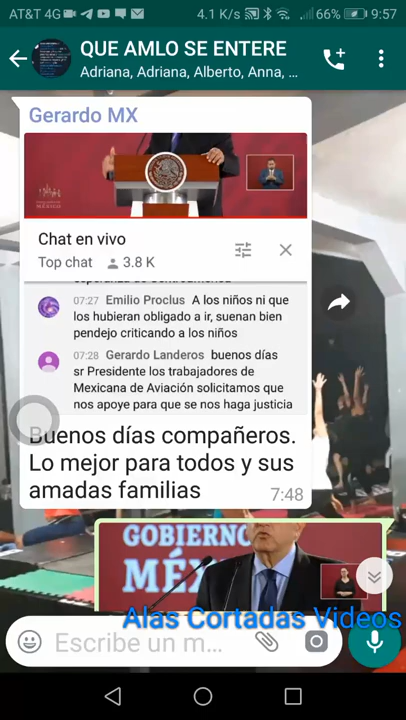 AT&T 4G 4.1 K/s 66% 9:57
QUE AMLO SE ENTERE
Adriana, Adriana, Alberto, Anna, ...
Gerardo MX
MÉXICO
Chat en vivo
Top chat 3.8 K
07:27 Emilio Proclus A los niños ni que
los hubieran obligado a ir, suenan bien
pendejo criticando a los niños
07:28 Gerardo Landeros buenos días
sr Presidente los trabajadores de
Mexicana de Aviación solicitamos que
nos apoye para que se nos haga justicia
Buenos días compañeros.
Lo mejor para todos y sus
amadas familias
7:48
GOBIERNO
MÉXI
Alas Cortadas Videos
Escribe un m...